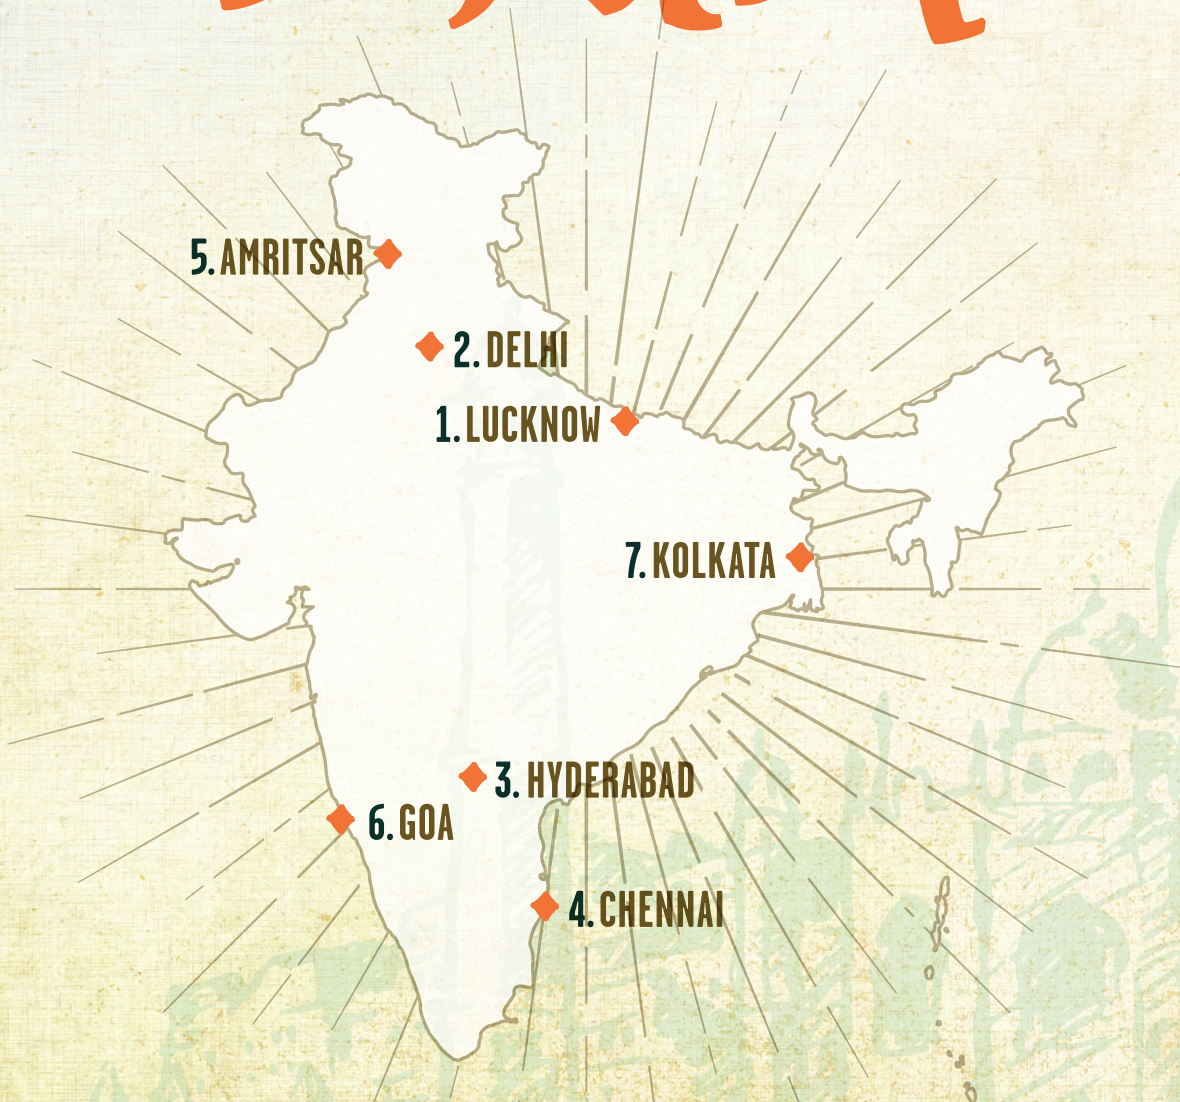 5. AMRITSAR
2. DELHI
1. LUCKNOW
7. KOLKATA
3. HYDERABAD
6. GOA
4. CHENNAI